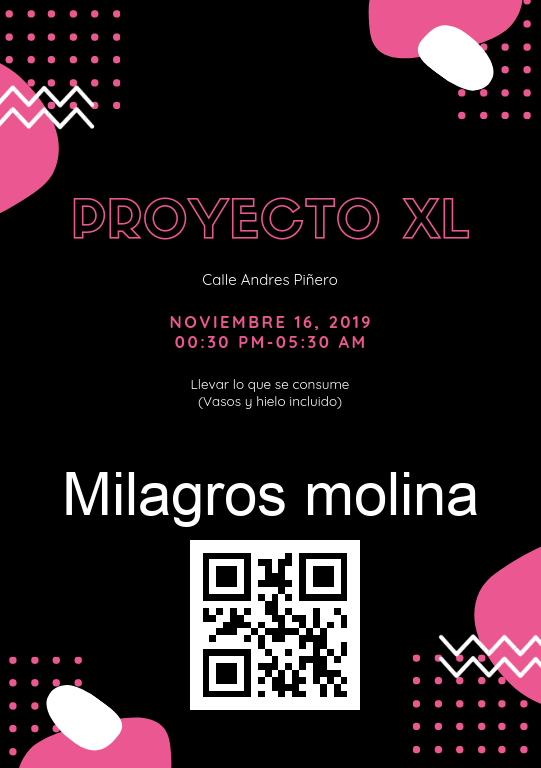 PROYECTO XL
Calle Andres Piñero
NOVIEMBRE 16, 2019
00:30 PM-05:30 AM
Llevar lo que se consume
(Vasos y hielo incluido)
Milagros molina